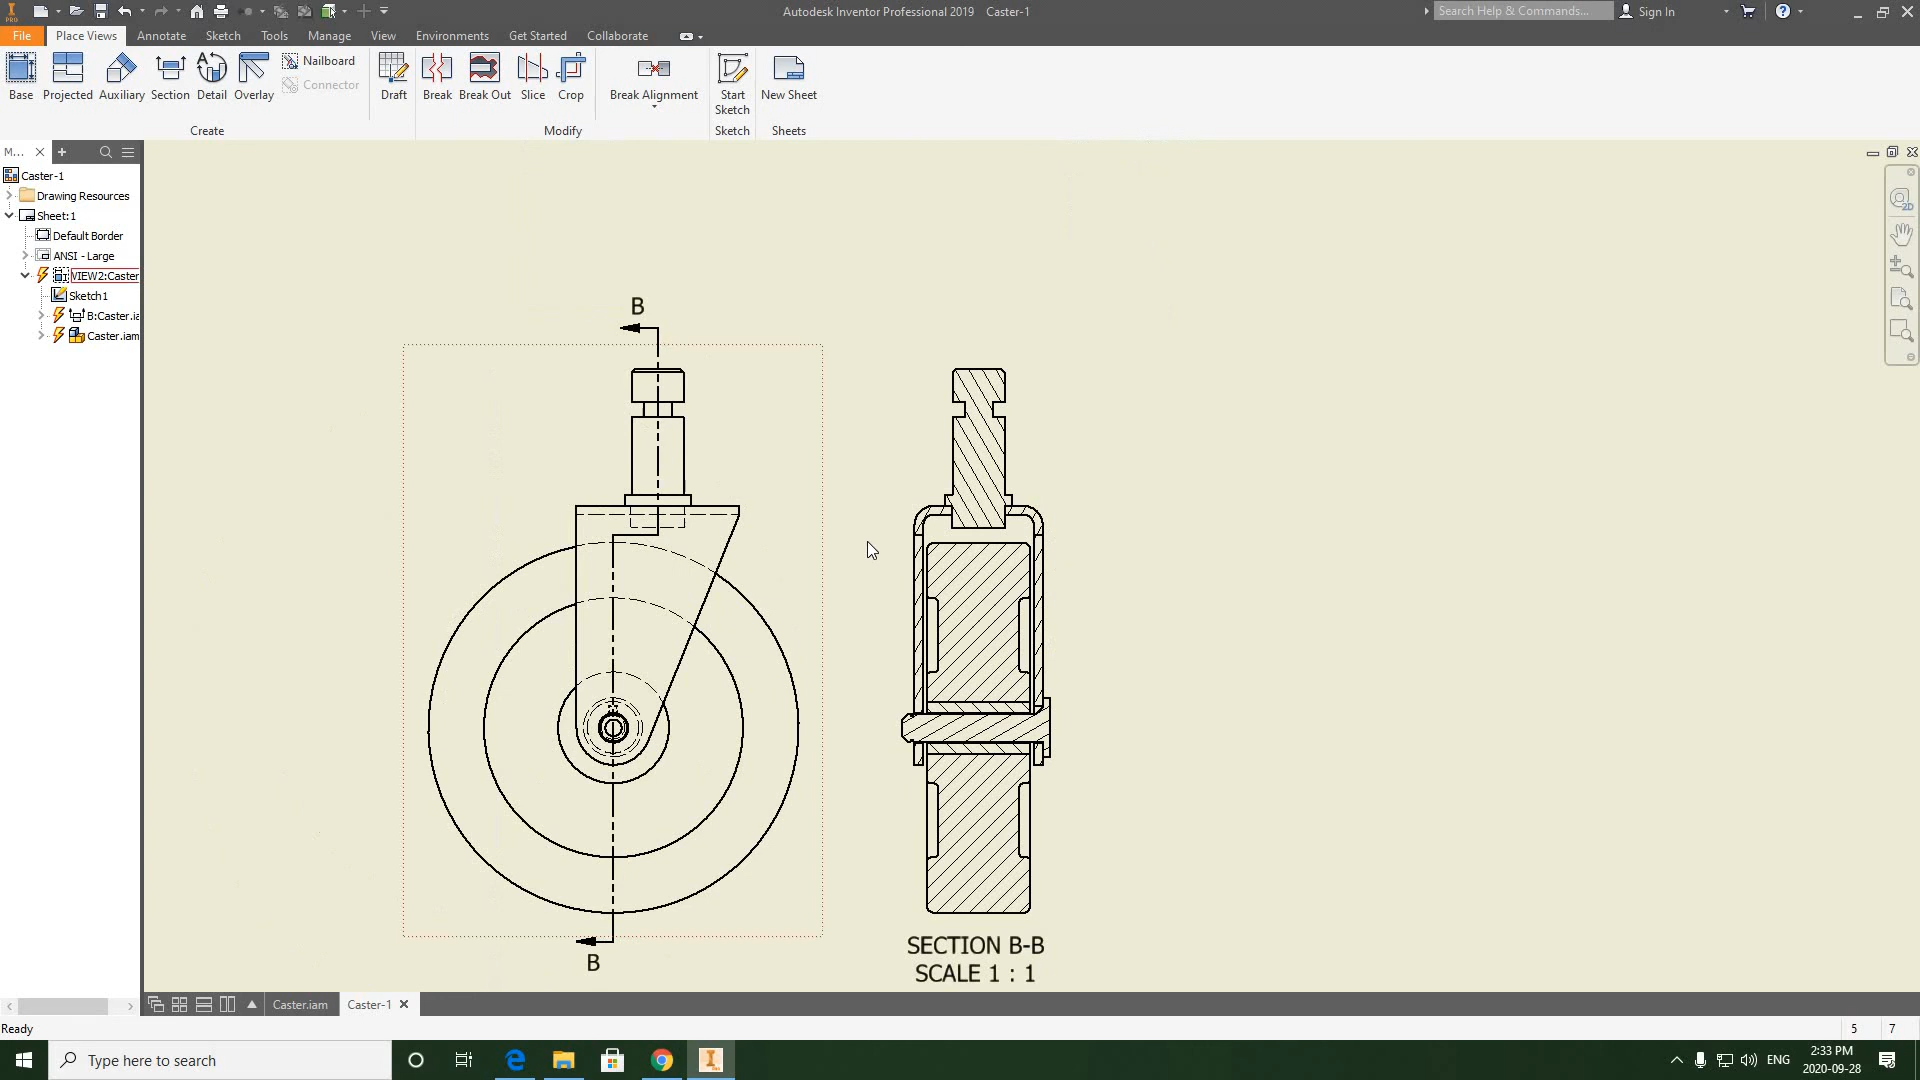 Autodesk Inventor Professional 2019 Caster-1
Search Help & Commands...
Sign In
File
Place Views
Annotate
Sketch
Tools
Manage
View
Environments
Get Started
Collaborate
Base
Projected
Auxiliary
Section
Detail
Overlay
Nailboard
Connector
Draft
Break
Break Out
Slice
Crop
Break Alignment
Start
Sketch
New Sheet
Create
Modify
Sketch
Sheets
M...
Caster-1
Drawing Resources
Sheet:1
Default Border
ANSI - Large
VIEW2:Caster
Sketch1
B:Caster.ia
Caster.iam
2D
B
B
SECTION B-B
SCALE 1 : 1
Caster.iam
Caster-1
Ready
5 7
Type here to search
ENG
2:33 PM
2020-09-28